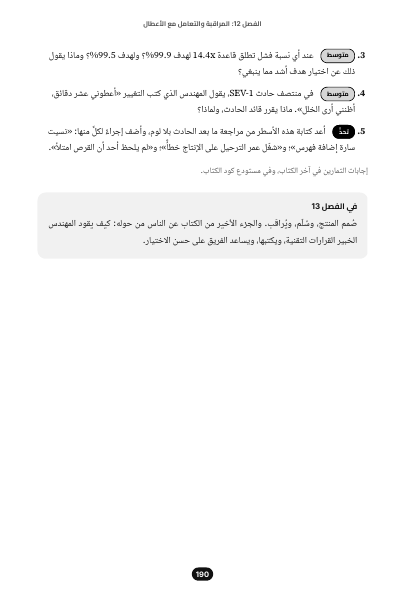 الفصل 12: المراقبة والتعامل مع الأعطال
3. متوسط عند أي نسبة فشل تطلق قاعدة 14.4x لهدف 99.9%؟ ولهدف 99.5%؟ وماذا يقول
ذلك عن اختيار هدف أشد مما ينبغي؟
4. متوسط في منتصف حادث SEV-1، يقول المهندس الذي كتب التغيير «أعطوني عشر دقائق،
أظنني أرى الخلل». ماذا يقرر قائد الحادث، ولماذا؟
5. تحدٍّ أعد كتابة هذه الأسطر من مراجعة ما بعد الحادث بلا لوم، وأضف إجراءً لكلٍّ منها: «نسيت
سارة إضافة فهرس»؛ و«شغّل عمر الترحيل على الإنتاج خطأً»؛ و«لم يلحظ أحد أن القرص امتلأ».
إجابات التمارين في آخر الكتاب، وفي مستودع كود الكتاب.
في الفصل 13
صُمم المنتج، وسُلّم، ويُراقب. والجزء الأخير من الكتاب عن الناس من حوله: كيف يقود المهندس
الخبير القرارات التقنية، ويكتبها، ويساعد الفريق على حسن الاختيار.
190